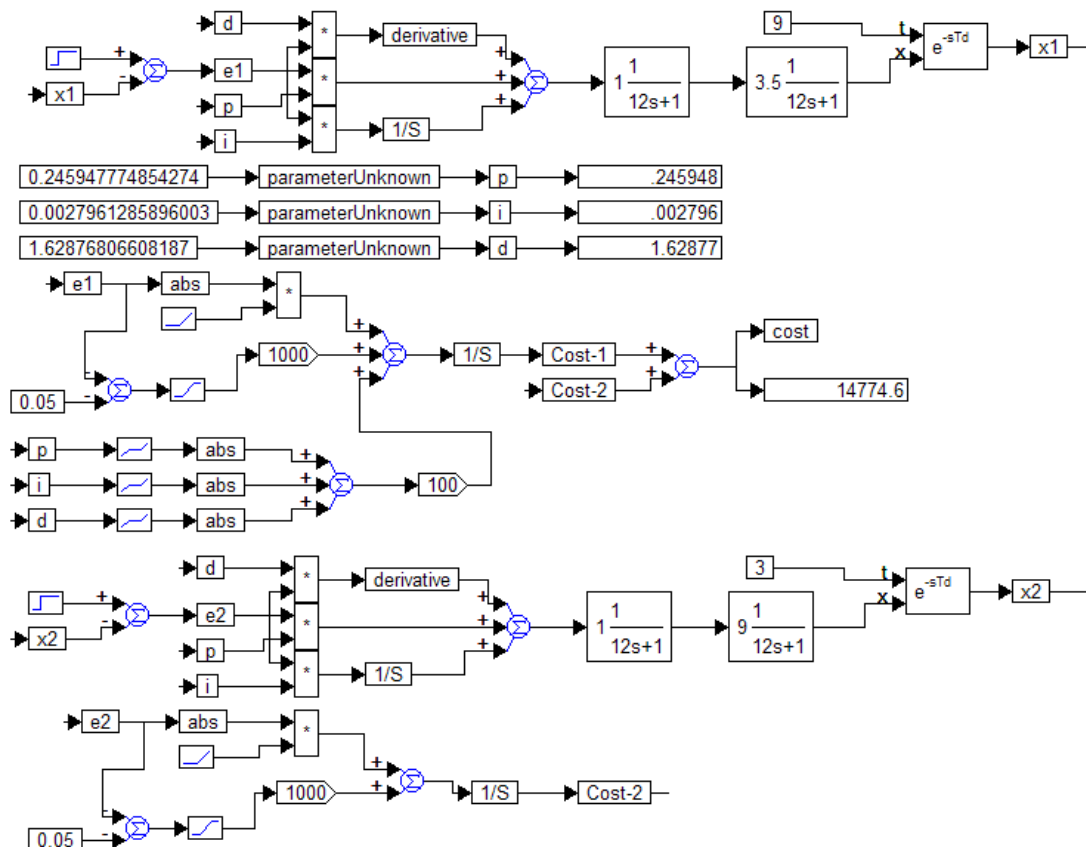 d * derivative 9 t e^-sTd x1
+ - Σ e1 * + + + Σ 1 1/12s+1 3.5 1/12s+1 x
x1 p * 1/S
i
0.245947774854274 parameterUnknown p .245948
0.0027961285896003 parameterUnknown i .002796
1.62876806608187 parameterUnknown d 1.62877
e1 abs *
+ + + Σ 1/S Cost-1 + + Σ cost
1000
Cost-2 14774.6
- - Σ
0.05
p abs +
i abs + Σ 100
d abs +
d * derivative 3 t e^-sTd x2
+ - Σ e2 * + + + Σ 1 1/12s+1 9 1/12s+1 x
x2 p * 1/S
i
e2 abs *
+ + Σ 1/S Cost-2
1000
- - Σ
0.05